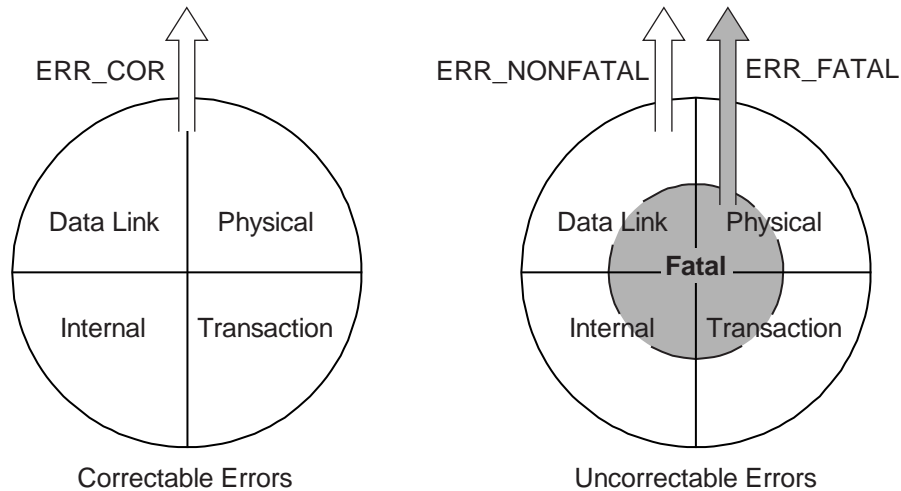 ERR_COR
Data Link
Physical
Internal
Transaction
Correctable Errors
ERR_NONFATAL
ERR_FATAL
Data Link
Physical
Fatal
Internal
Transaction
Uncorrectable Errors